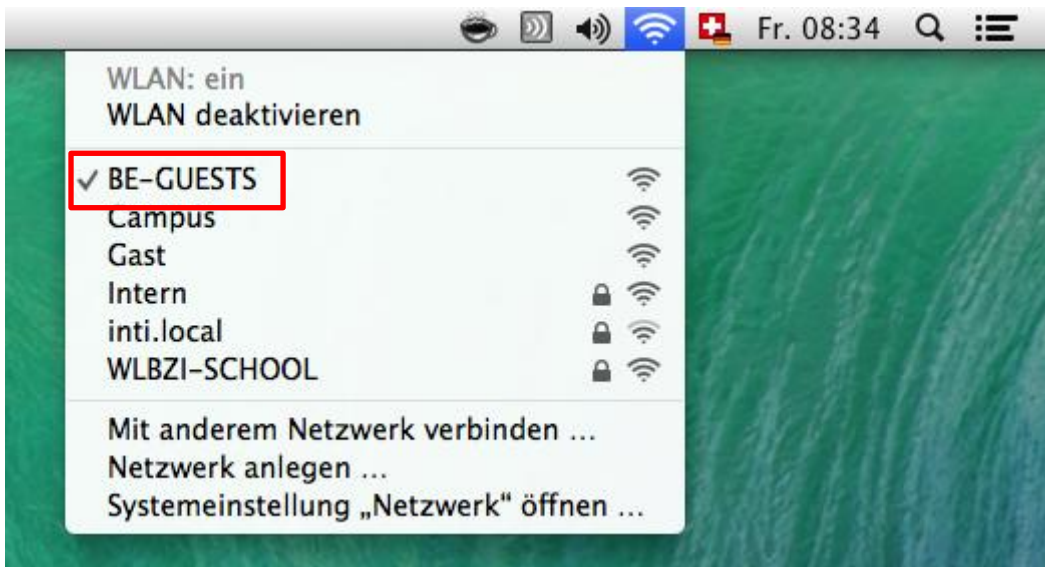 Fr. 08:34
WLAN: ein
WLAN deaktivieren
BE-GUESTS
Campus
Gast
Intern
inti.local
WLBZI-SCHOOL
Mit anderem Netzwerk verbinden ...
Netzwerk anlegen ...
Systemeinstellung „Netzwerk“ öffnen ...